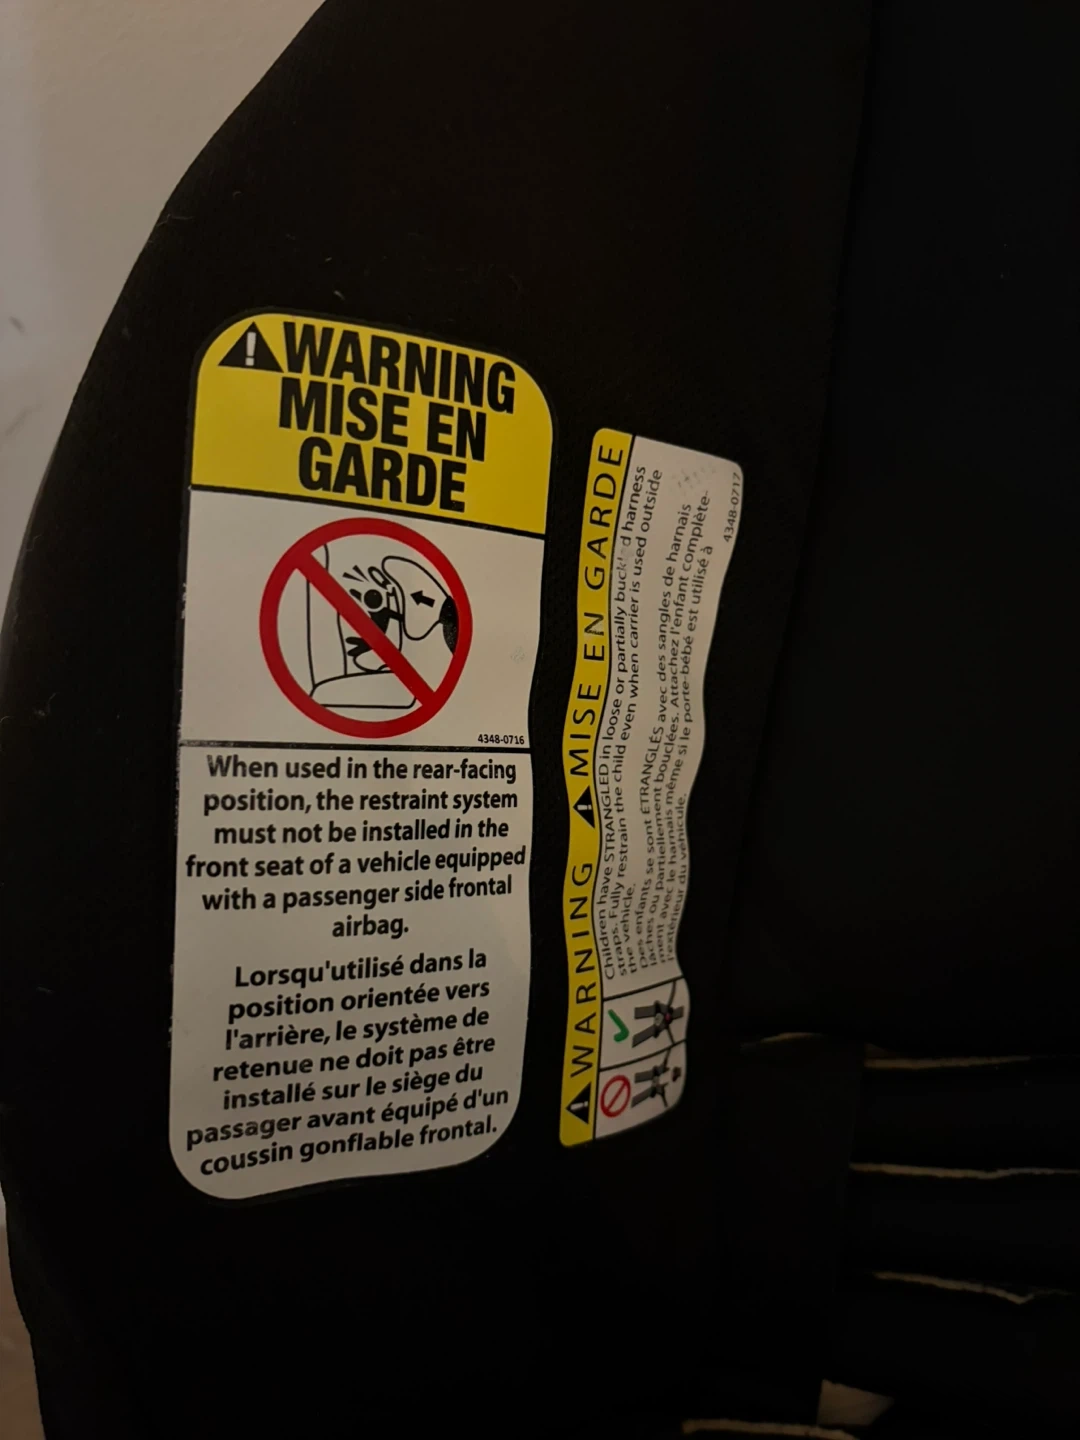 WARNING
MISE EN
GARDE
4348-0716
When used in the rear-facing
position, the restraint system
must not be installed in the
front seat of a vehicle equipped
with a passenger side frontal
airbag.
Lorsqu'utilisé dans la
position orientée vers
l'arrière, le système de
retenue ne doit pas être
installé sur le siège du
passager avant équipé d'un
coussin gonflable frontal.
WARNING MISE EN GARDE
Children have STRANGLED in loose or partially buckled harness
straps. Fully restrain the child even when carrier is used outside
the vehicle.
Des enfants se sont ÉTRANGLÉS avec des sangles de harnais
lâches ou partiellement bouclées. Attachez l'enfant complète-
ment avec le harnais même si le porte-bébé est utilisé à
l'extérieur du véhicule.
4348-0717